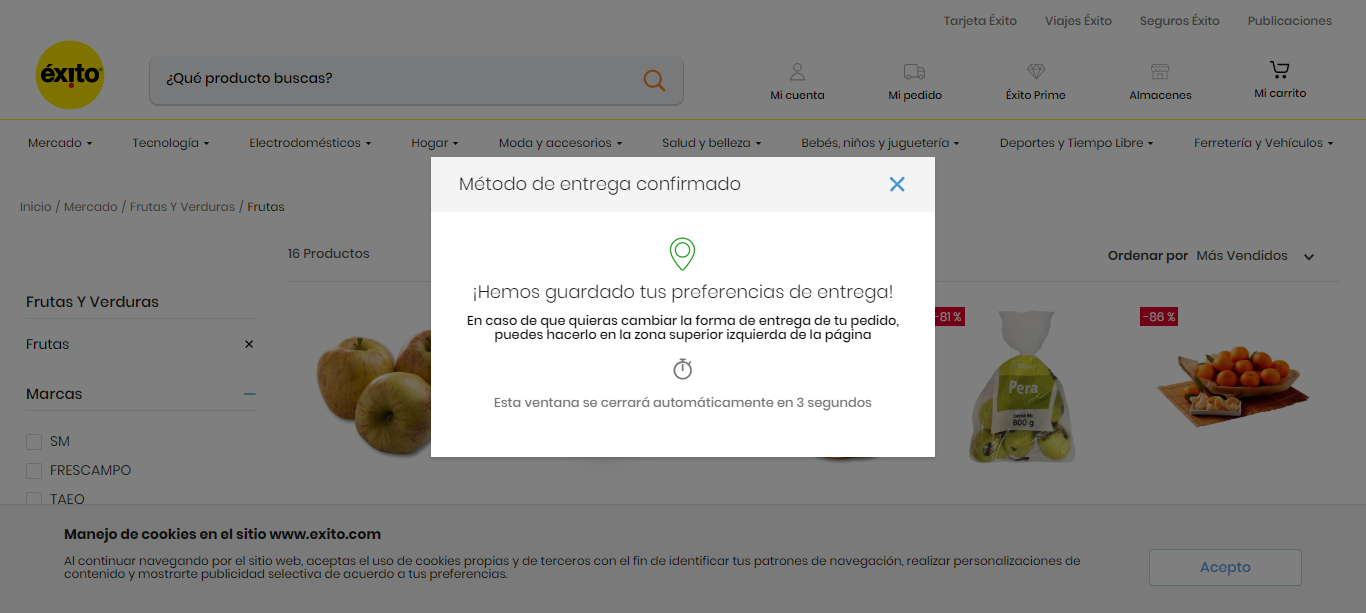 Tarjeta Éxito Viajes Éxito Seguros Éxito Publicaciones
éxito
¿Qué producto buscas?
Mi cuenta Mi pedido Éxito Prime Almacenes Mi carrito
Mercado Tecnología Electrodomésticos Hogar Moda y accesorios Salud y belleza Bebés, niños y juguetería Deportes y Tiempo Libre Ferretería y Vehículos
Método de entrega confirmado
Inicio / Mercado / Frutas Y Verduras / Frutas
16 Productos
Ordenar por Más Vendidos
¡Hemos guardado tus preferencias de entrega!
En caso de que quieras cambiar la forma de entrega de tu pedido,
puedes hacerlo en la zona superior izquierda de la página
Esta ventana se cerrará automáticamente en 3 segundos
Frutas Y Verduras
Frutas
Marcas
SM
FRESCAMPO
TAEQ
-81 %
-86 %
Pera
800 g
Manejo de cookies en el sitio www.exito.com
Al continuar navegando por el sitio web, aceptas el uso de cookies propias y de terceros con el fin de identificar tus patrones de navegación, realizar personalizaciones de
contenido y mostrarte publicidad selectiva de acuerdo a tus preferencias.
Acepto